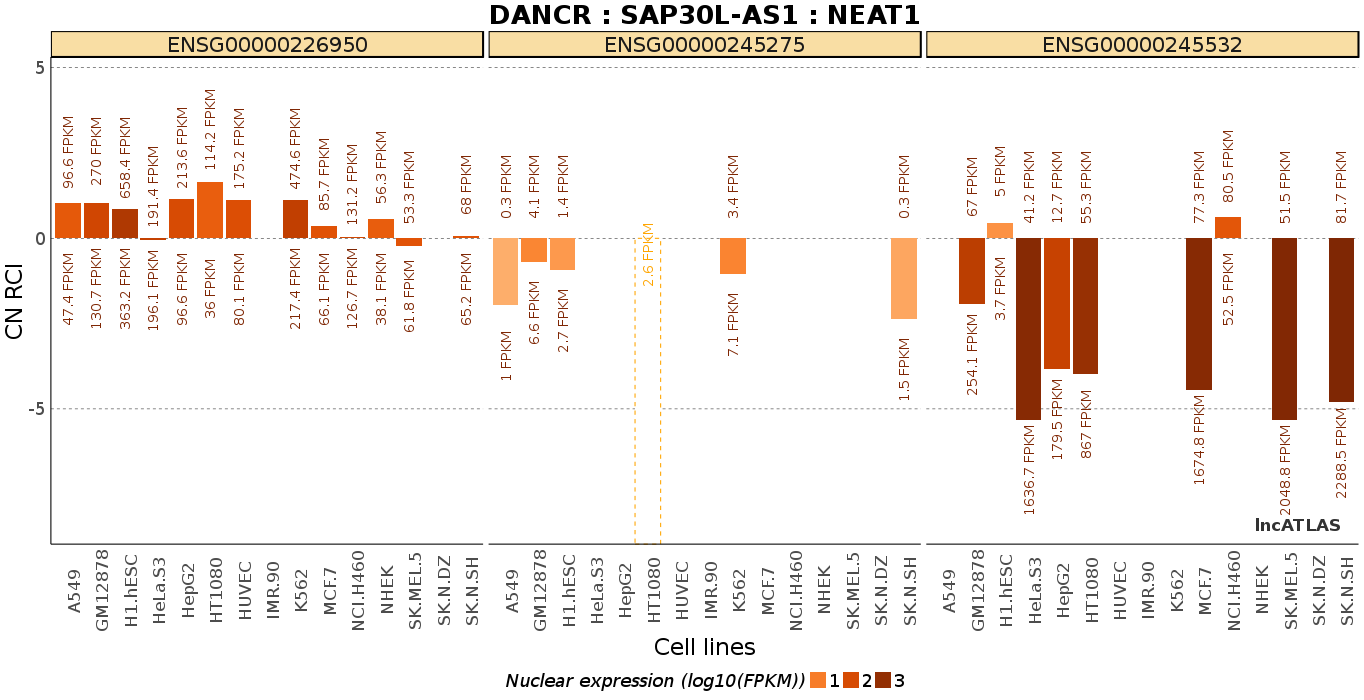 DANCR : SAP30L-AS1 : NEAT1
ENSG00000226950
ENSG00000245275
ENSG00000245532
CN RCI
5
0
-5
96.6 FPKM
270 FPKM
658.4 FPKM
191.4 FPKM
213.6 FPKM
114.2 FPKM
175.2 FPKM
474.6 FPKM
85.7 FPKM
131.2 FPKM
56.3 FPKM
53.3 FPKM
68 FPKM
47.4 FPKM
130.7 FPKM
363.2 FPKM
196.1 FPKM
96.6 FPKM
36 FPKM
80.1 FPKM
217.4 FPKM
66.1 FPKM
126.7 FPKM
38.1 FPKM
61.8 FPKM
65.2 FPKM
0.3 FPKM
4.1 FPKM
1.4 FPKM
2.6 FPKM
3.4 FPKM
0.3 FPKM
1 FPKM
6.6 FPKM
2.7 FPKM
7.1 FPKM
1.5 FPKM
67 FPKM
5 FPKM
41.2 FPKM
12.7 FPKM
55.3 FPKM
77.3 FPKM
80.5 FPKM
51.5 FPKM
81.7 FPKM
254.1 FPKM
3.7 FPKM
1636.7 FPKM
179.5 FPKM
867 FPKM
1674.8 FPKM
52.5 FPKM
2048.8 FPKM
2288.5 FPKM
lncATLAS
A549
GM12878
H1.hESC
HeLa.S3
HepG2
HT1080
HUVEC
IMR.90
K562
MCF.7
NCI.H460
NHEK
SK.MEL.5
SK.N.DZ
SK.N.SH
A549
GM12878
H1.hESC
HeLa.S3
HepG2
HT1080
HUVEC
IMR.90
K562
MCF.7
NCI.H460
NHEK
SK.MEL.5
SK.N.DZ
SK.N.SH
A549
GM12878
H1.hESC
HeLa.S3
HepG2
HT1080
HUVEC
IMR.90
K562
MCF.7
NCI.H460
NHEK
SK.MEL.5
SK.N.DZ
SK.N.SH
Cell lines
Nuclear expression (log10(FPKM)) 1 2 3